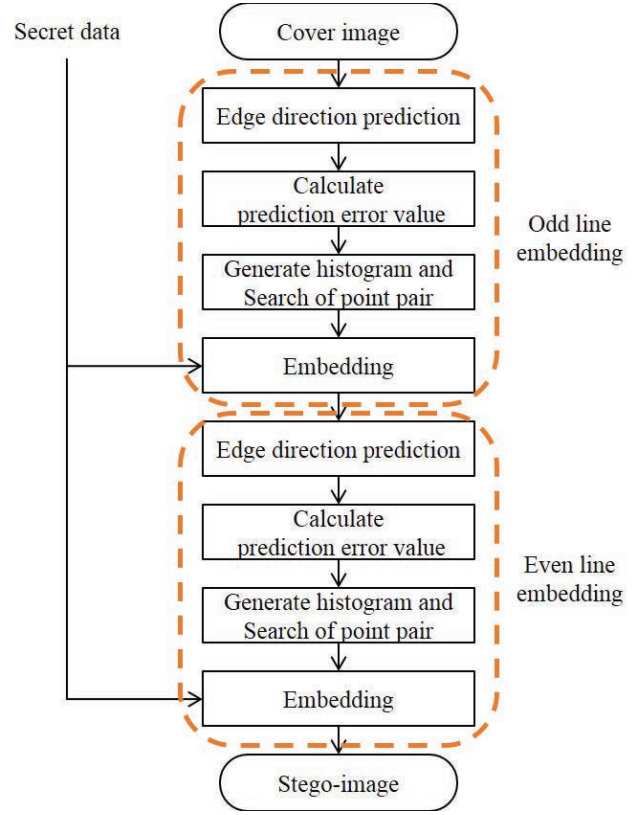 Secret data
Cover image
Edge direction prediction
Calculate
prediction error value
Generate histogram and
Search of point pair
Embedding
Odd line
embedding
Edge direction prediction
Calculate
prediction error value
Generate histogram and
Search of point pair
Embedding
Even line
embedding
Stego-image